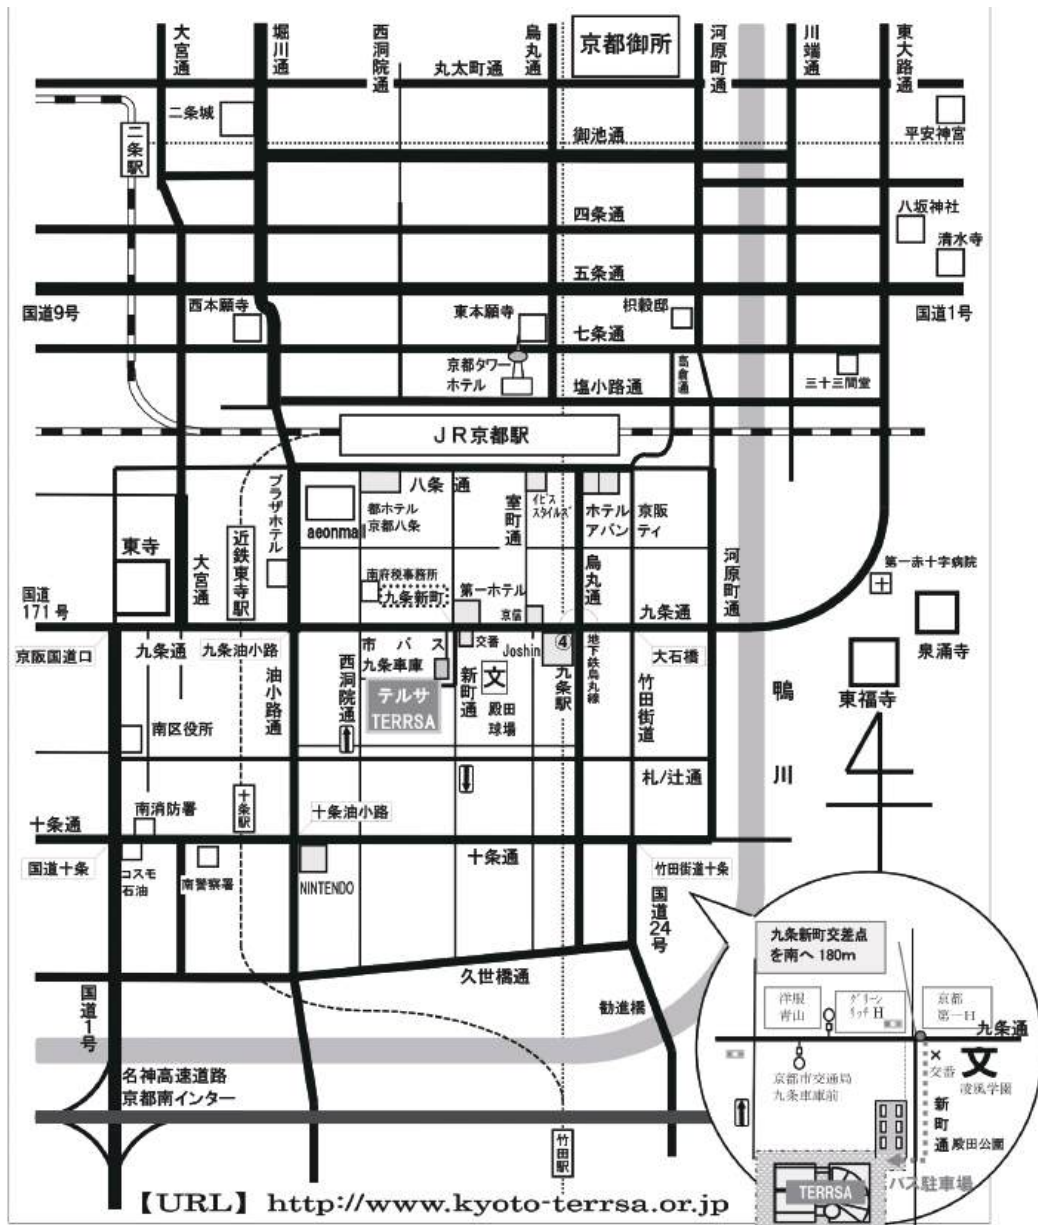 大宮通
堀川通
西洞院通
烏丸通
京都御所
河原町通
川端通
東大路通
丸太町通
二条城
二条駅
御池通
平安神宮
四条通
八坂神社
清水寺
五条通
国道9号
西本願寺
東本願寺
枳殻邸
国道1号
七条通
京都タワー
ホテル
高倉通
三十三間堂
塩小路通
JR京都駅
八条通
プラザホテル
aeonmall
都ホテル
京都八条
室町通
イビス
スタイルズ
ホテル 京阪
アバンティ
東寺
大宮通
近鉄東寺駅
烏丸通
河原町通
第一赤十字病院
南府税事務所
九条新町
第一ホテル
京信
国道
171号
九条通
泉涌寺
京阪国道口
九条通
九条油小路
油小路通
西洞院通
市バス
九条車庫
交番
Joshin
④
九条駅
地下鉄烏丸線
大石橋
テルサ
TERRSA
新町通
文
殿田
球場
竹田街道
鴨川
東福寺
南区役所
札ノ辻通
十条駅
南消防署
十条油小路
十条通
十条通
国道十条
コスモ
石油
南警察署
NINTENDO
竹田街道十条
国道24号
久世橋通
勧進橋
国道1号
名神高速道路
京都南インター
竹田駅
九条新町交差点
を南へ 180m
洋服
青山
グリーン
リッチH
京都
第一H
九条通
×
交番
文
凌風学園
京都市交通局
九条車庫前
新町通
殿田公園
バス駐車場
TERRSA
【URL】http://www.kyoto-terrsa.or.jp